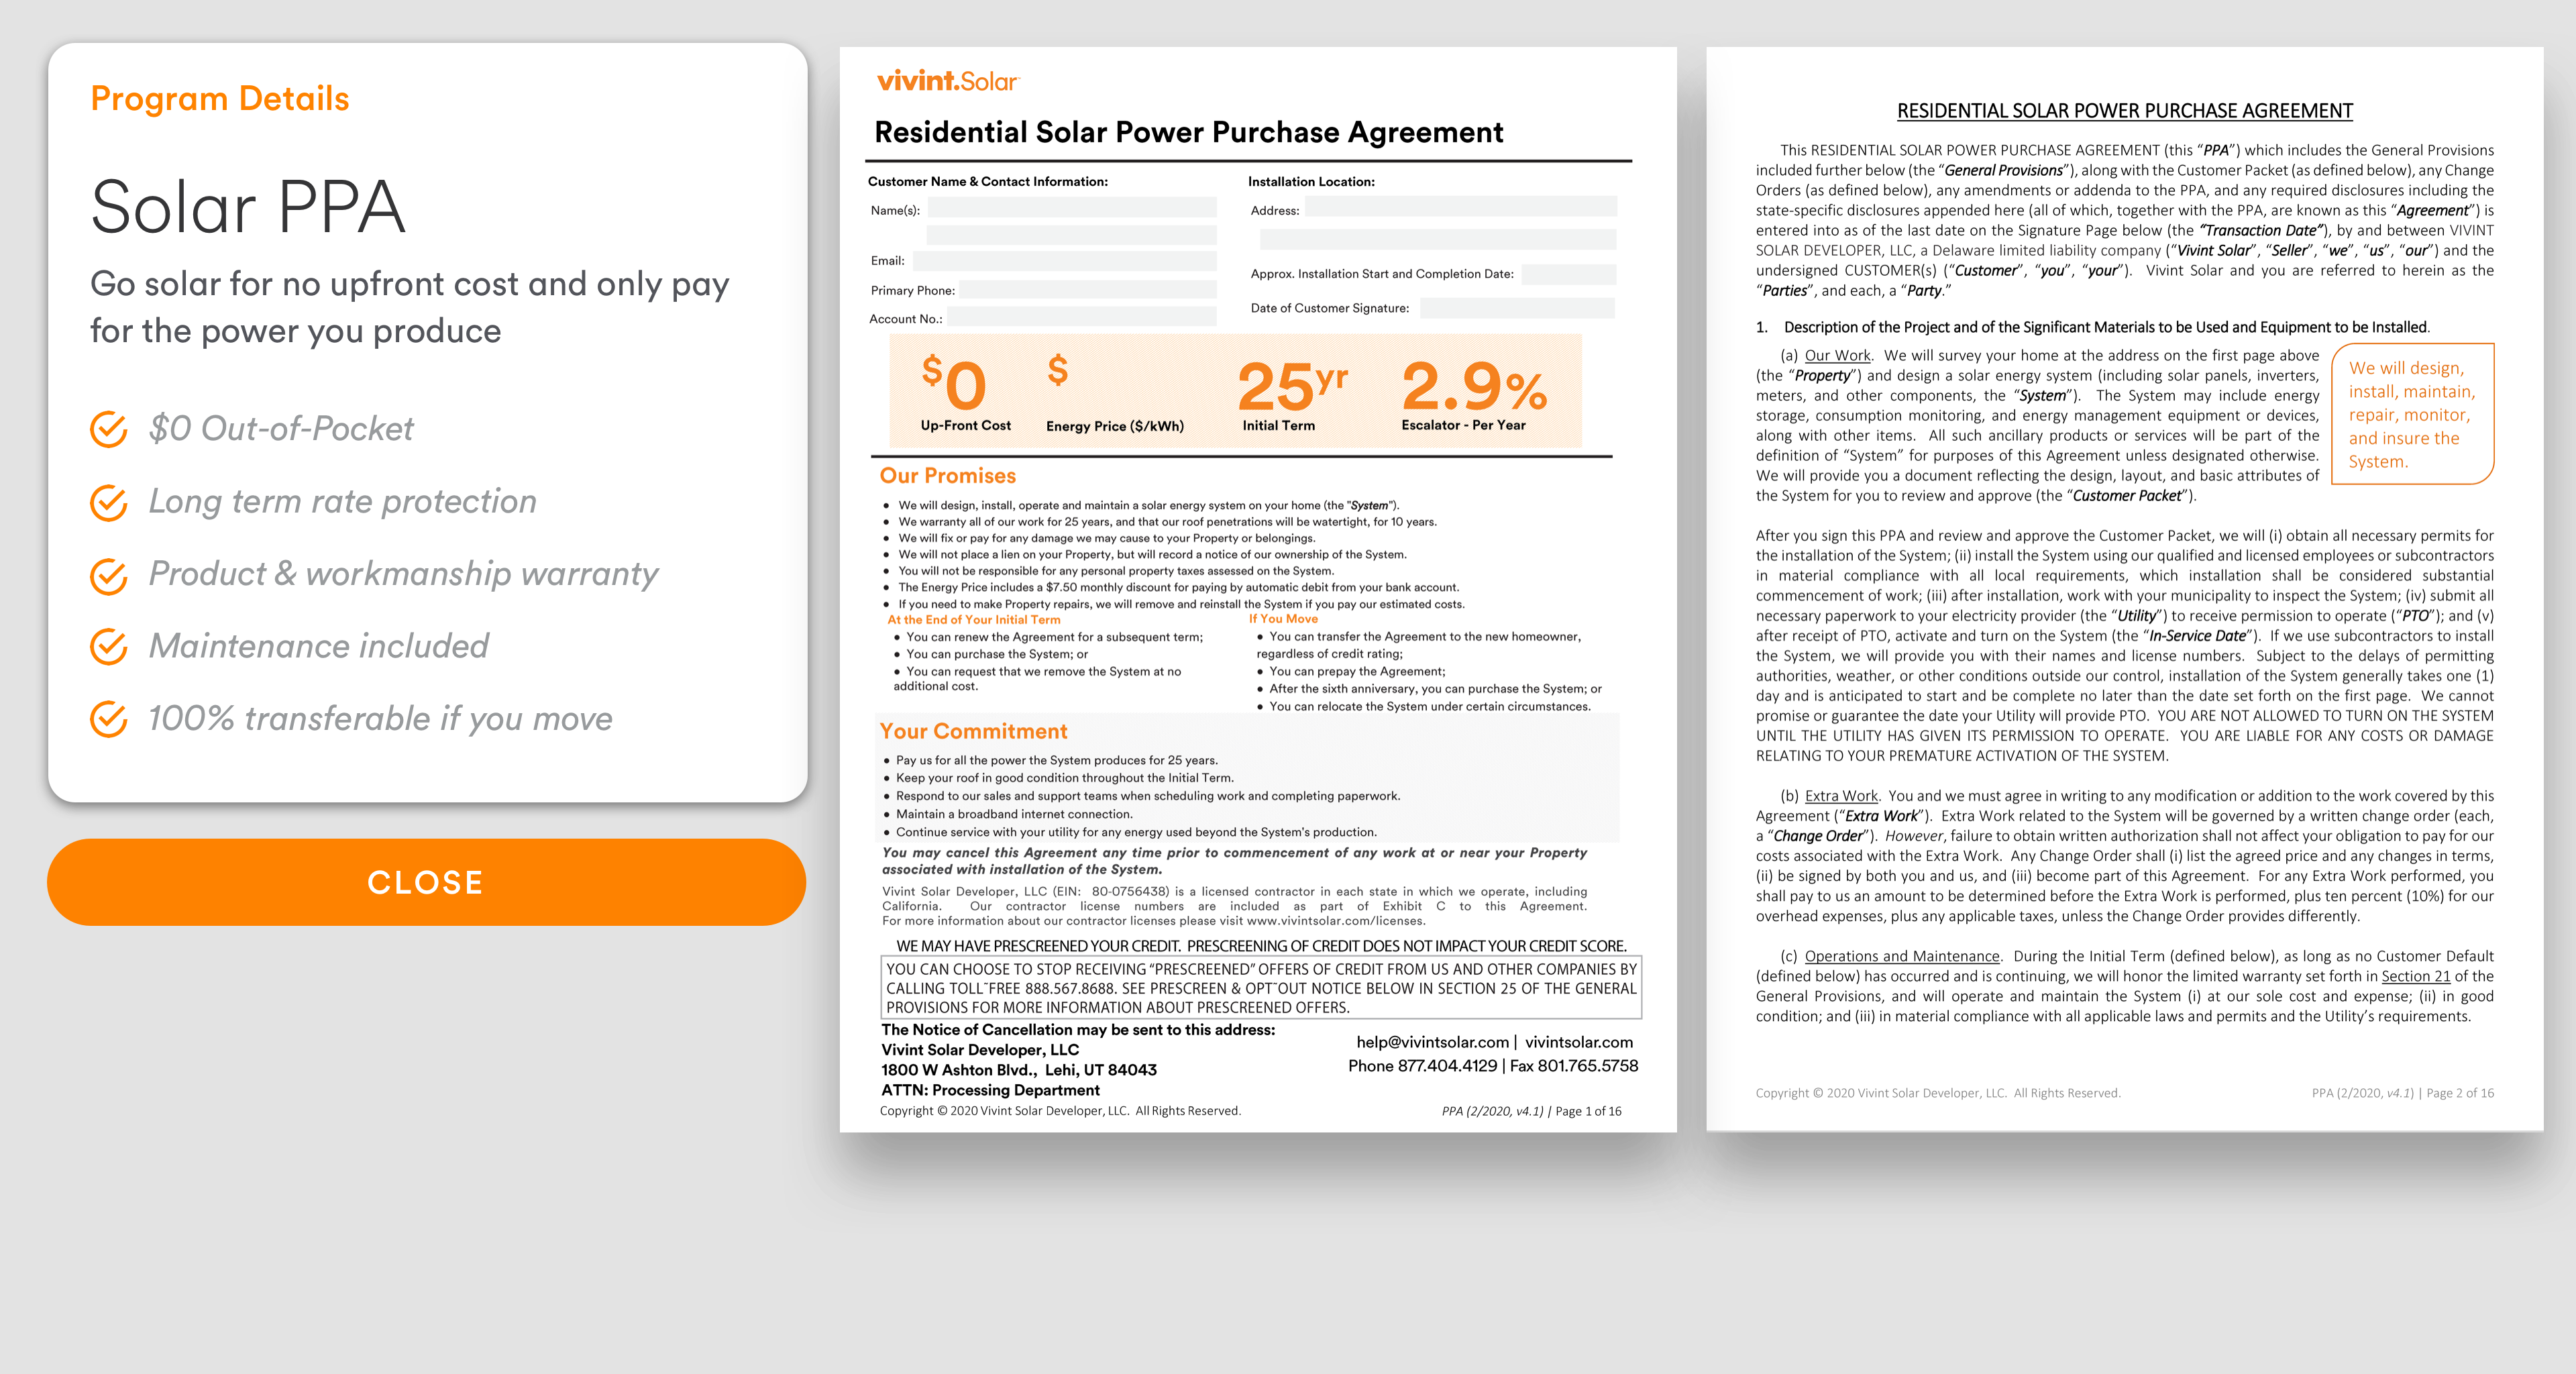 Program Details
Solar PPA
Go solar for no upfront cost and only pay
for the power you produce
$0 Out-of-Pocket
Long term rate protection
Product & workmanship warranty
Maintenance included
100% transferable if you move
CLOSE
vivint.Solar
Residential Solar Power Purchase Agreement
Customer Name & Contact Information:
Name(s):
Email:
Primary Phone:
Account No.:
Installation Location:
Address:
Approx. Installation Start and Completion Date:
Date of Customer Signature:
$0 $ 25yr 2.9%
Up-Front Cost Energy Price ($/kWh) Initial Term Escalator - Per Year
Our Promises
● We will design, install, operate and maintain a solar energy system on your home (the "System").
● We warranty all of our work for 25 years, and that our roof penetrations will be watertight, for 10 years.
● We will fix or pay for any damage we may cause to your Property or belongings.
● We will not place a lien on your Property, but will record a notice of our ownership of the System.
● You will not be responsible for any personal property taxes assessed on the System.
● The Energy Price includes a $7.50 monthly discount for paying by automatic debit from your bank account.
● If you need to make Property repairs, we will remove and reinstall the System if you pay our estimated costs.
At the End of Your Initial Term
● You can renew the Agreement for a subsequent term;
● You can purchase the System; or
● You can request that we remove the System at no
additional cost.
If You Move
● You can transfer the Agreement to the new homeowner,
regardless of credit rating;
● You can prepay the Agreement;
● After the sixth anniversary, you can purchase the System; or
● You can relocate the System under certain circumstances.
Your Commitment
● Pay us for all the power the System produces for 25 years.
● Keep your roof in good condition throughout the Initial Term.
● Respond to our sales and support teams when scheduling work and completing paperwork.
● Maintain a broadband internet connection.
● Continue service with your utility for any energy used beyond the System's production.
You may cancel this Agreement any time prior to commencement of any work at or near your Property
associated with installation of the System.
Vivint Solar Developer, LLC (EIN: 80-0756438) is a licensed contractor in each state in which we operate, including
California. Our contractor license numbers are included as part of Exhibit C to this Agreement.
For more information about our contractor licenses please visit www.vivintsolar.com/licenses.
WE MAY HAVE PRESCREENED YOUR CREDIT. PRESCREENING OF CREDIT DOES NOT IMPACT YOUR CREDIT SCORE.
YOU CAN CHOOSE TO STOP RECEIVING “PRESCREENED” OFFERS OF CREDIT FROM US AND OTHER COMPANIES BY
CALLING TOLL‾FREE 888.567.8688. SEE PRESCREEN & OPT‾OUT NOTICE BELOW IN SECTION 25 OF THE GENERAL
PROVISIONS FOR MORE INFORMATION ABOUT PRESCREENED OFFERS.
The Notice of Cancellation may be sent to this address:
Vivint Solar Developer, LLC
1800 W Ashton Blvd., Lehi, UT 84043
ATTN: Processing Department
help@vivintsolar.com | vivintsolar.com
Phone 877.404.4129 | Fax 801.765.5758
Copyright © 2020 Vivint Solar Developer, LLC. All Rights Reserved.
PPA (2/2020, v4.1) | Page 1 of 16
RESIDENTIAL SOLAR POWER PURCHASE AGREEMENT
This RESIDENTIAL SOLAR POWER PURCHASE AGREEMENT (this “PPA”) which includes the General Provisions
included further below (the “General Provisions”), along with the Customer Packet (as defined below), any Change
Orders (as defined below), any amendments or addenda to the PPA, and any required disclosures including the
state-specific disclosures appended here (all of which, together with the PPA, are known as this “Agreement”) is
entered into as of the last date on the Signature Page below (the “Transaction Date”), by and between VIVINT
SOLAR DEVELOPER, LLC, a Delaware limited liability company (“Vivint Solar”, “Seller”, “we”, “us”, “our”) and the
undersigned CUSTOMER(s) (“Customer”, “you”, “your”). Vivint Solar and you are referred to herein as the
“Parties”, and each, a “Party.”
1. Description of the Project and of the Significant Materials to be Used and Equipment to be Installed.
(a) Our Work. We will survey your home at the address on the first page above
(the “Property”) and design a solar energy system (including solar panels, inverters,
meters, and other components, the “System”). The System may include energy
storage, consumption monitoring, and energy management equipment or devices,
along with other items. All such ancillary products or services will be part of the
definition of “System” for purposes of this Agreement unless designated otherwise.
We will provide you a document reflecting the design, layout, and basic attributes of
the System for you to review and approve (the “Customer Packet”).
We will design,
install, maintain,
repair, monitor,
and insure the
System.
After you sign this PPA and review and approve the Customer Packet, we will (i) obtain all necessary permits for
the installation of the System; (ii) install the System using our qualified and licensed employees or subcontractors
in material compliance with all local requirements, which installation shall be considered substantial
commencement of work; (iii) after installation, work with your municipality to inspect the System; (iv) submit all
necessary paperwork to your electricity provider (the “Utility”) to receive permission to operate (“PTO”); and (v)
after receipt of PTO, activate and turn on the System (the “In-Service Date”). If we use subcontractors to install
the System, we will provide you with their names and license numbers. Subject to the delays of permitting
authorities, weather, or other conditions outside our control, installation of the System generally takes one (1)
day and is anticipated to start and be complete no later than the date set forth on the first page. We cannot
promise or guarantee the date your Utility will provide PTO. YOU ARE NOT ALLOWED TO TURN ON THE SYSTEM
UNTIL THE UTILITY HAS GIVEN ITS PERMISSION TO OPERATE. YOU ARE LIABLE FOR ANY COSTS OR DAMAGE
RELATING TO YOUR PREMATURE ACTIVATION OF THE SYSTEM.
(b) Extra Work. You and we must agree in writing to any modification or addition to the work covered by this
Agreement (“Extra Work”). Extra Work related to the System will be governed by a written change order (each,
a “Change Order”). However, failure to obtain written authorization shall not affect your obligation to pay for our
costs associated with the Extra Work. Any Change Order shall (i) list the agreed price and any changes in terms,
(ii) be signed by both you and us, and (iii) become part of this Agreement. For any Extra Work performed, you
shall pay to us an amount to be determined before the Extra Work is performed, plus ten percent (10%) for our
overhead expenses, plus any applicable taxes, unless the Change Order provides differently.
(c) Operations and Maintenance. During the Initial Term (defined below), as long as no Customer Default
(defined below) has occurred and is continuing, we will honor the limited warranty set forth in Section 21 of the
General Provisions, and will operate and maintain the System (i) at our sole cost and expense; (ii) in good
condition; and (iii) in material compliance with all applicable laws and permits and the Utility’s requirements.
Copyright © 2020 Vivint Solar Developer, LLC. All Rights Reserved.
PPA (2/2020, v4.1) | Page 2 of 16